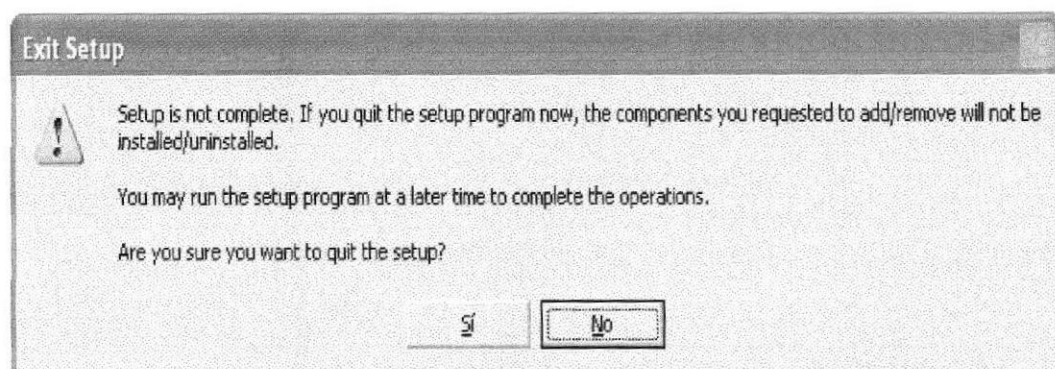 Exit Setup
Setup is not complete. If you quit the setup program now, the components you requested to add/remove will not be
installed/uninstalled.
You may run the setup program at a later time to complete the operations.
Are you sure you want to quit the setup?
Sí
No